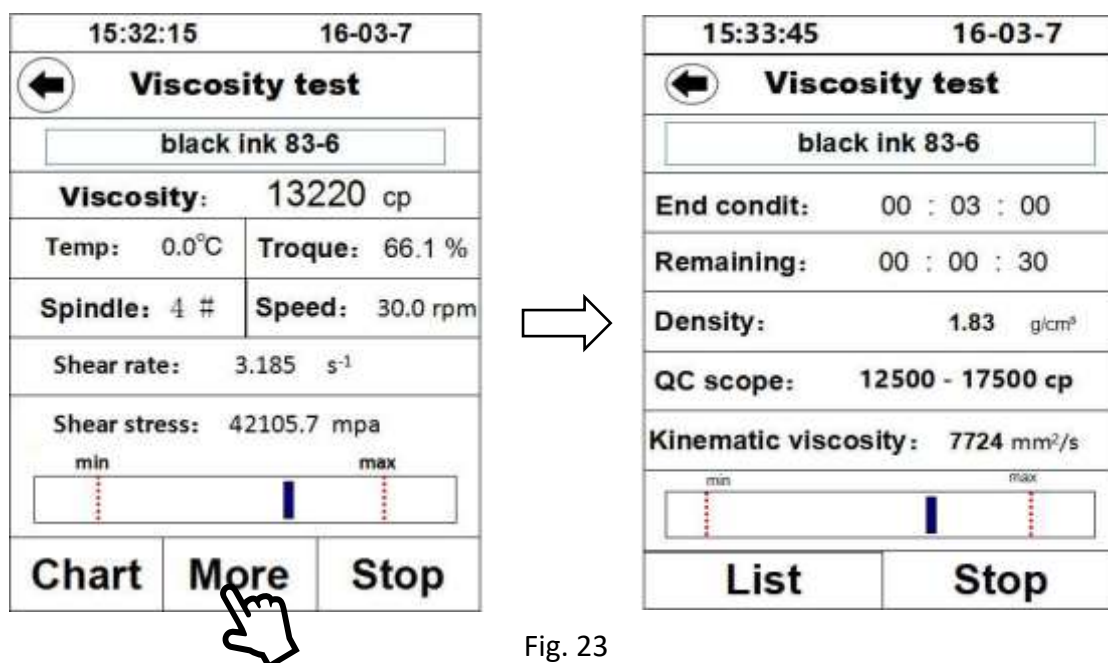 15:32:15 16-03-7
Viscosity test
black ink 83-6
Viscosity: 13220 cp
Temp: 0.0°C Troque: 66.1 %
Spindle: 4 # Speed: 30.0 rpm
Shear rate: 3.185 s⁻¹
Shear stress: 42105.7 mpa
min max
Chart More Stop
15:33:45 16-03-7
Viscosity test
black ink 83-6
End condit: 00 : 03 : 00
Remaining: 00 : 00 : 30
Density: 1.83 g/cm³
QC scope: 12500 - 17500 cp
Kinematic viscosity: 7724 mm²/s
min max
List Stop
Fig. 23